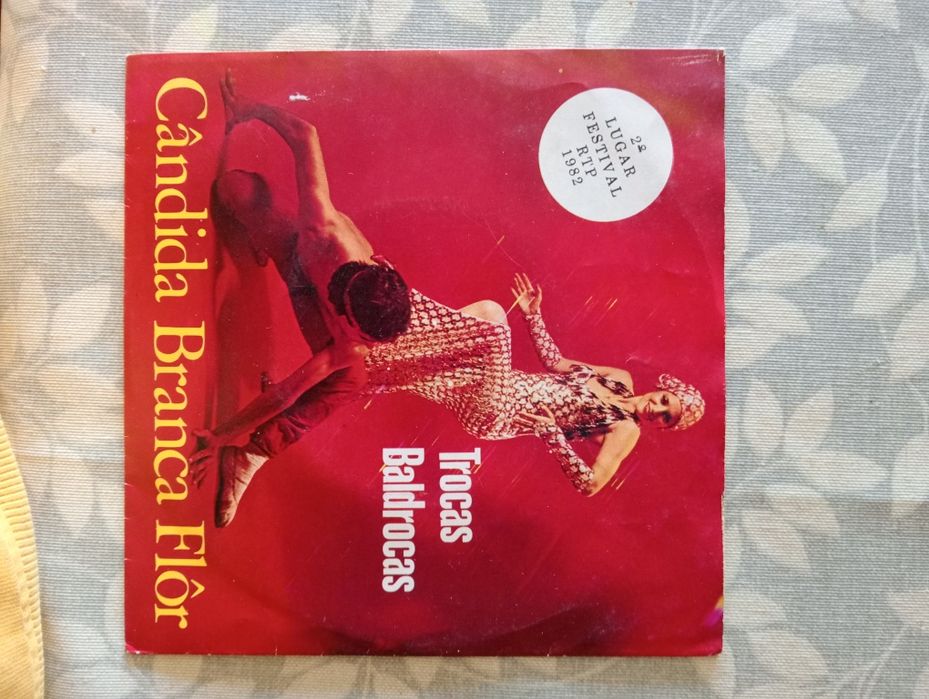 2º
LUGAR
FESTIVAL
RTP
1982
Trocas
Baldrocas
Cândida Branca Flôr